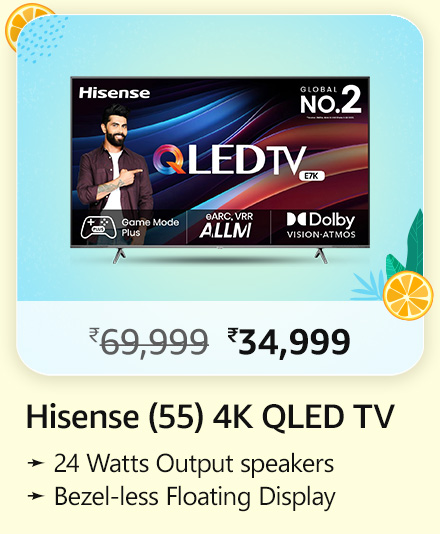 Hisense
GLOBAL
NO.2
QLEDTV
E7K
PLUS
Game Mode
Plus
eARC, VRR
ALLM
Dolby
VISION·ATMOS
₹69,999 ₹34,999
Hisense (55) 4K QLED TV
➛ 24 Watts Output speakers
➛ Bezel-less Floating Display